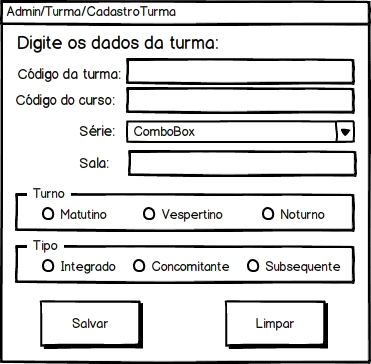 Admin/Turma/CadastroTurma
Digite os dados da turma:
Código da turma:
Código do curso:
Série: ComboBox
Sala:
Turno
Matutino Vespertino Noturno
Tipo
Integrado Concomitante Subsequente
Salvar Limpar